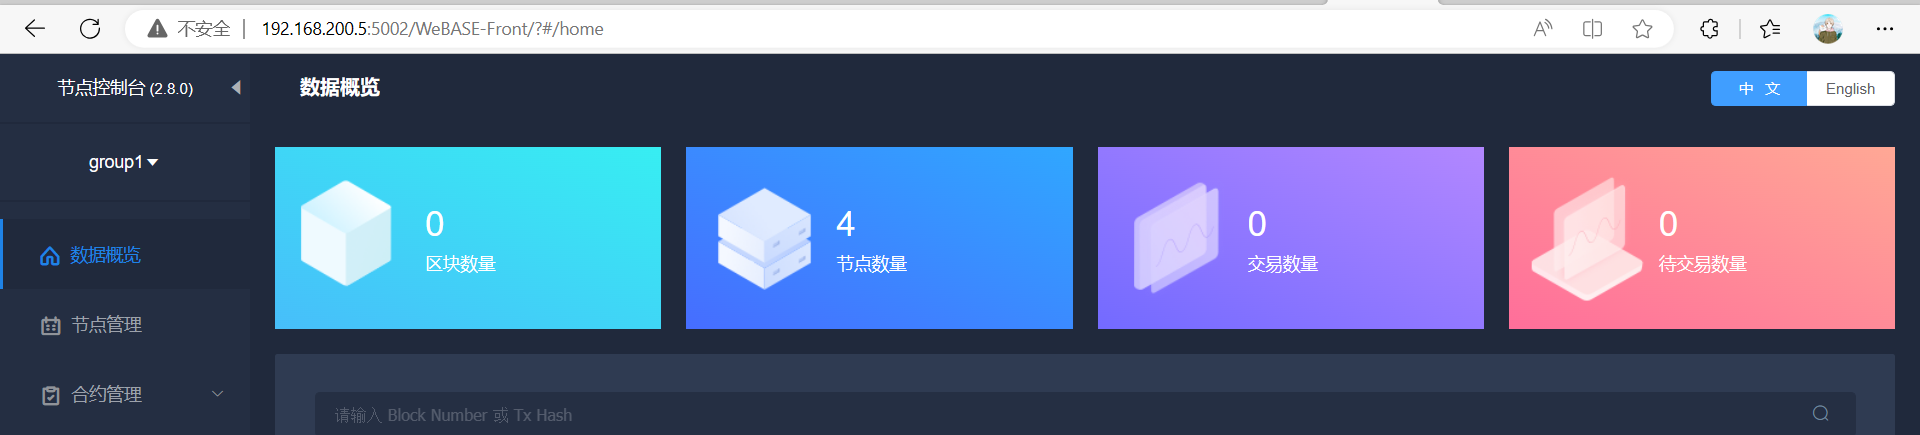 不安全 192.168.200.5:5002/WeBASE-Front/?#/home
节点控制台 (2.8.0)
数据概览
中 文 English
group1
0 区块数量
4 节点数量
0 交易数量
0 待交易数量
数据概览
节点管理
合约管理
请输入 Block Number 或 Tx Hash